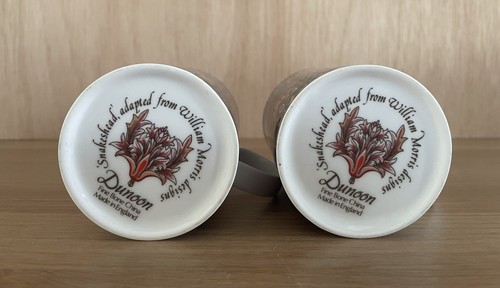 'Snakeshead', adapted from William Morris designs
Dunoon
Fine Bone China
Made in England
'Snakeshead', adapted from William Morris designs
Dunoon
Fine Bone China
Made in England